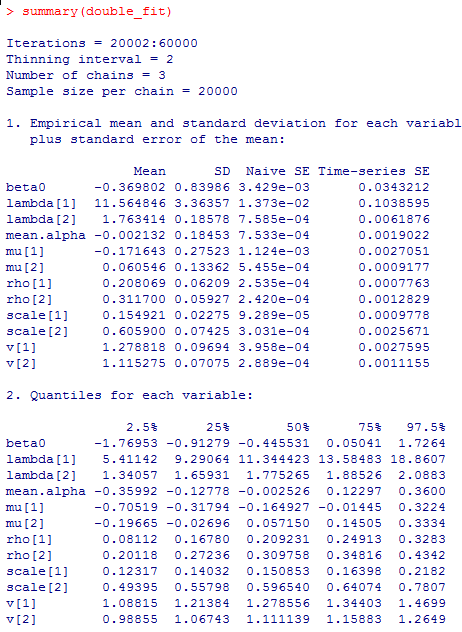 > summary(double_fit)
Iterations = 20002:60000
Thinning interval = 2
Number of chains = 3
Sample size per chain = 20000
1. Empirical mean and standard deviation for each variabl
plus standard error of the mean:
Mean SD Naive SE Time-series SE
beta0 -0.369802 0.83986 3.429e-03 0.0343212
lambda[1] 11.564846 3.36357 1.373e-02 0.1038595
lambda[2] 1.763414 0.18578 7.585e-04 0.0061876
mean.alpha -0.002132 0.18453 7.533e-04 0.0019022
mu[1] -0.171643 0.27523 1.124e-03 0.0027051
mu[2] 0.060546 0.13362 5.455e-04 0.0009177
rho[1] 0.208069 0.06209 2.535e-04 0.0007763
rho[2] 0.311700 0.05927 2.420e-04 0.0012829
scale[1] 0.154921 0.02275 9.289e-05 0.0009778
scale[2] 0.605900 0.07425 3.031e-04 0.0025671
v[1] 1.278818 0.09694 3.958e-04 0.0027595
v[2] 1.115275 0.07075 2.889e-04 0.0011155
2. Quantiles for each variable:
2.5% 25% 50% 75% 97.5%
beta0 -1.76953 -0.91279 -0.445531 0.05041 1.7264
lambda[1] 5.41142 9.29064 11.344423 13.58483 18.8607
lambda[2] 1.34057 1.65931 1.775265 1.88526 2.0883
mean.alpha -0.35992 -0.12778 -0.002526 0.12297 0.3600
mu[1] -0.70519 -0.31794 -0.164927 -0.01445 0.3224
mu[2] -0.19665 -0.02696 0.057150 0.14505 0.3334
rho[1] 0.08112 0.16780 0.209231 0.24913 0.3283
rho[2] 0.20118 0.27236 0.309758 0.34816 0.4342
scale[1] 0.12317 0.14032 0.150853 0.16398 0.2182
scale[2] 0.49395 0.55798 0.596540 0.64074 0.7807
v[1] 1.08815 1.21384 1.278556 1.34403 1.4699
v[2] 0.98855 1.06743 1.111139 1.15883 1.2649